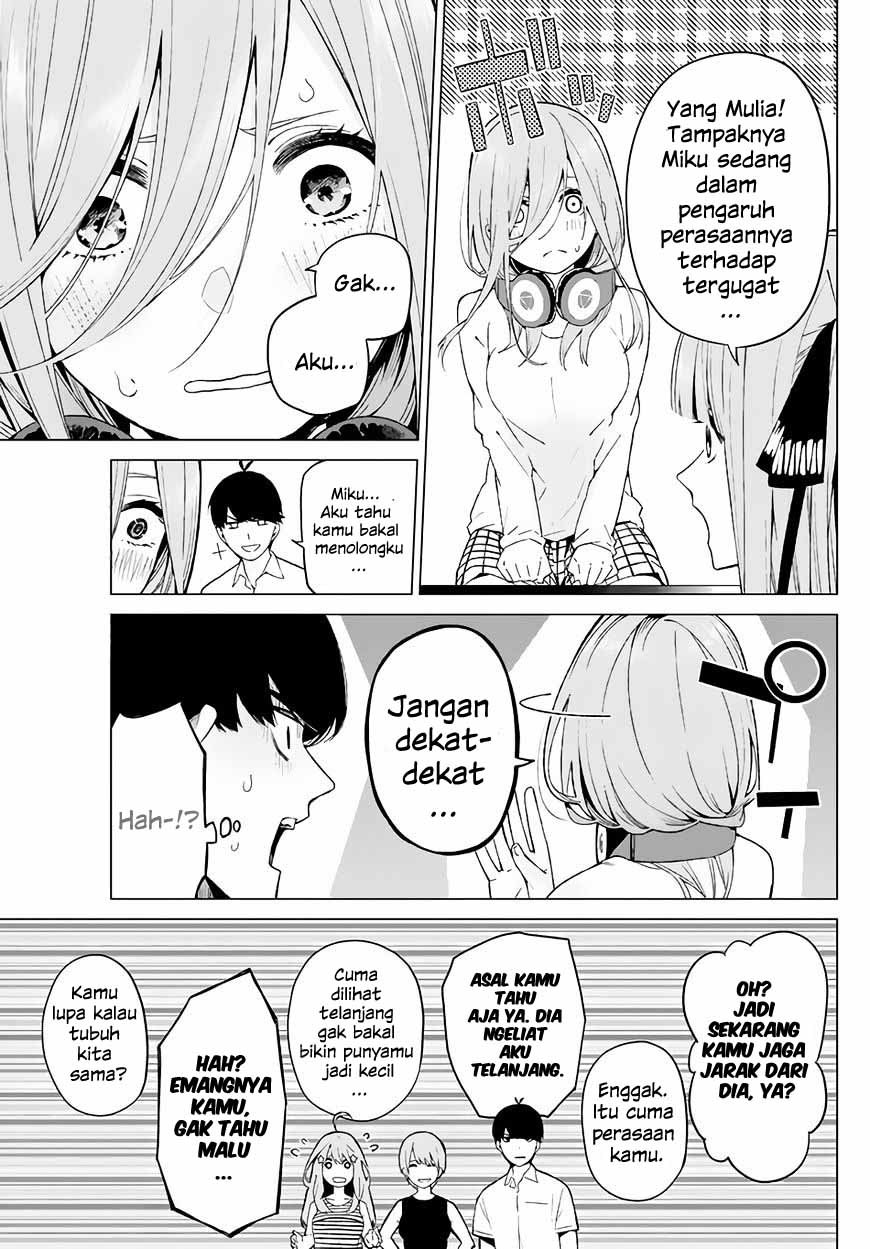 Yang Mulia!
Tampaknya
Miku sedang
dalam
pengaruh
perasaannya
terhadap
tergugat
...
Gak...
Aku...
Miku...
Aku tahu
kamu bakal
menolongku
...
Jangan
dekat-
dekat
...
Hah-!?
OH?
JADI
SEKARANG
KAMU JAGA
JARAK DARI
DIA, YA?
Enggak.
Itu cuma
perasaan
kamu.
ASAL KAMU
TAHU
AJA YA. DIA
NGELIAT
AKU
TELANJANG.
Cuma
dilihat
telanjang
gak bakal
bikin punyamu
jadi kecil
...
HAH?
EMANGNYA
KAMU,
GAK TAHU
MALU
...
Kamu
lupa kalau
tubuh
kita
sama?